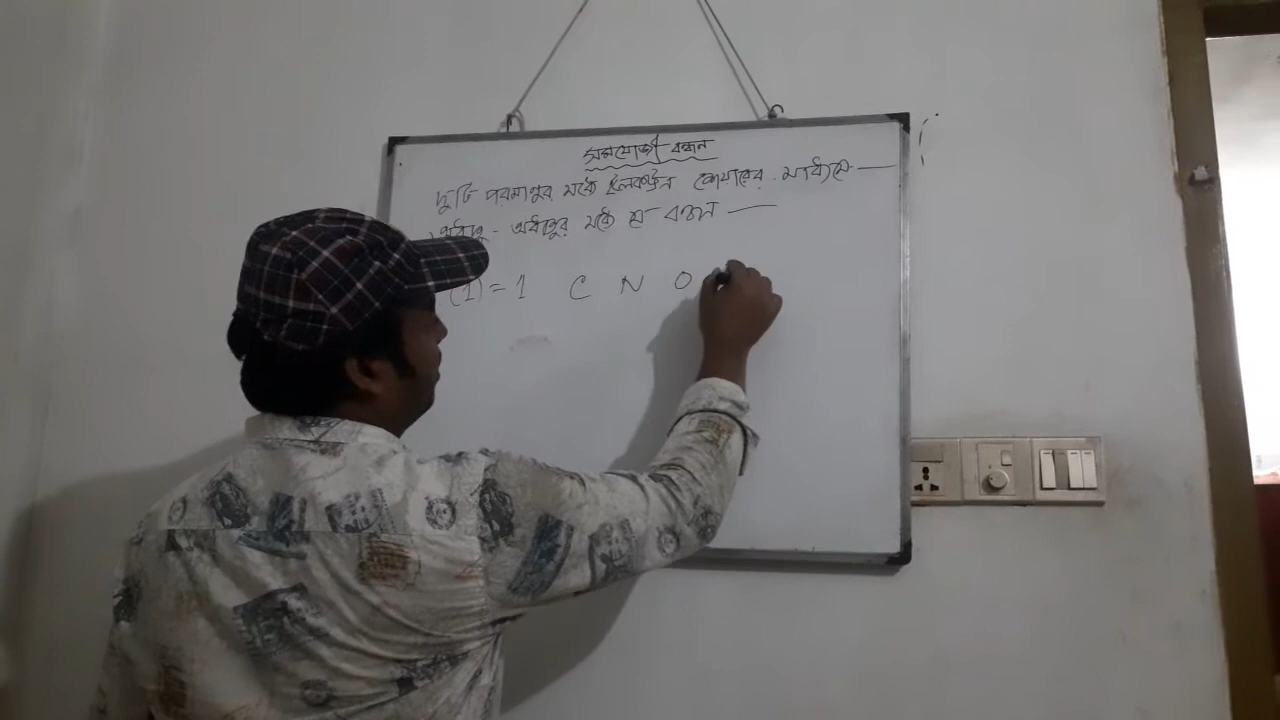 সমযোজী বন্ধন
দুটি পরমাণুর মধ্যে ইলেকট্রন শেয়ারের মাধ্যমে —
অধাতু - অধাতুর মধ্যে যে বন্ধন —
(1) = 1 C N O